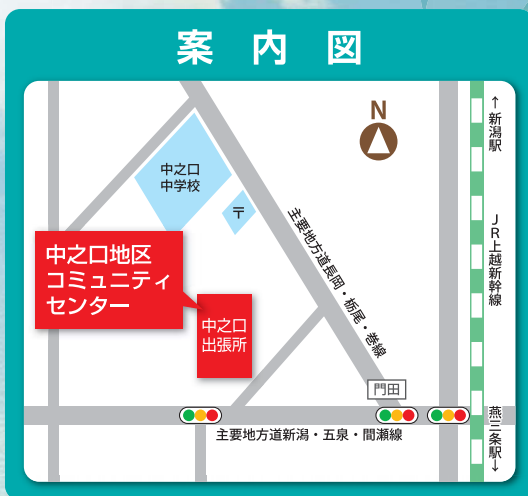 案内図
N
↑新潟駅
中之口
中学校
〒
主要地方道長岡・栃尾・巻線
JR上越新幹線
中之口地区
コミュニティ
センター
中之口
出張所
門田
主要地方道新潟・五泉・間瀬線
燕三条駅↓